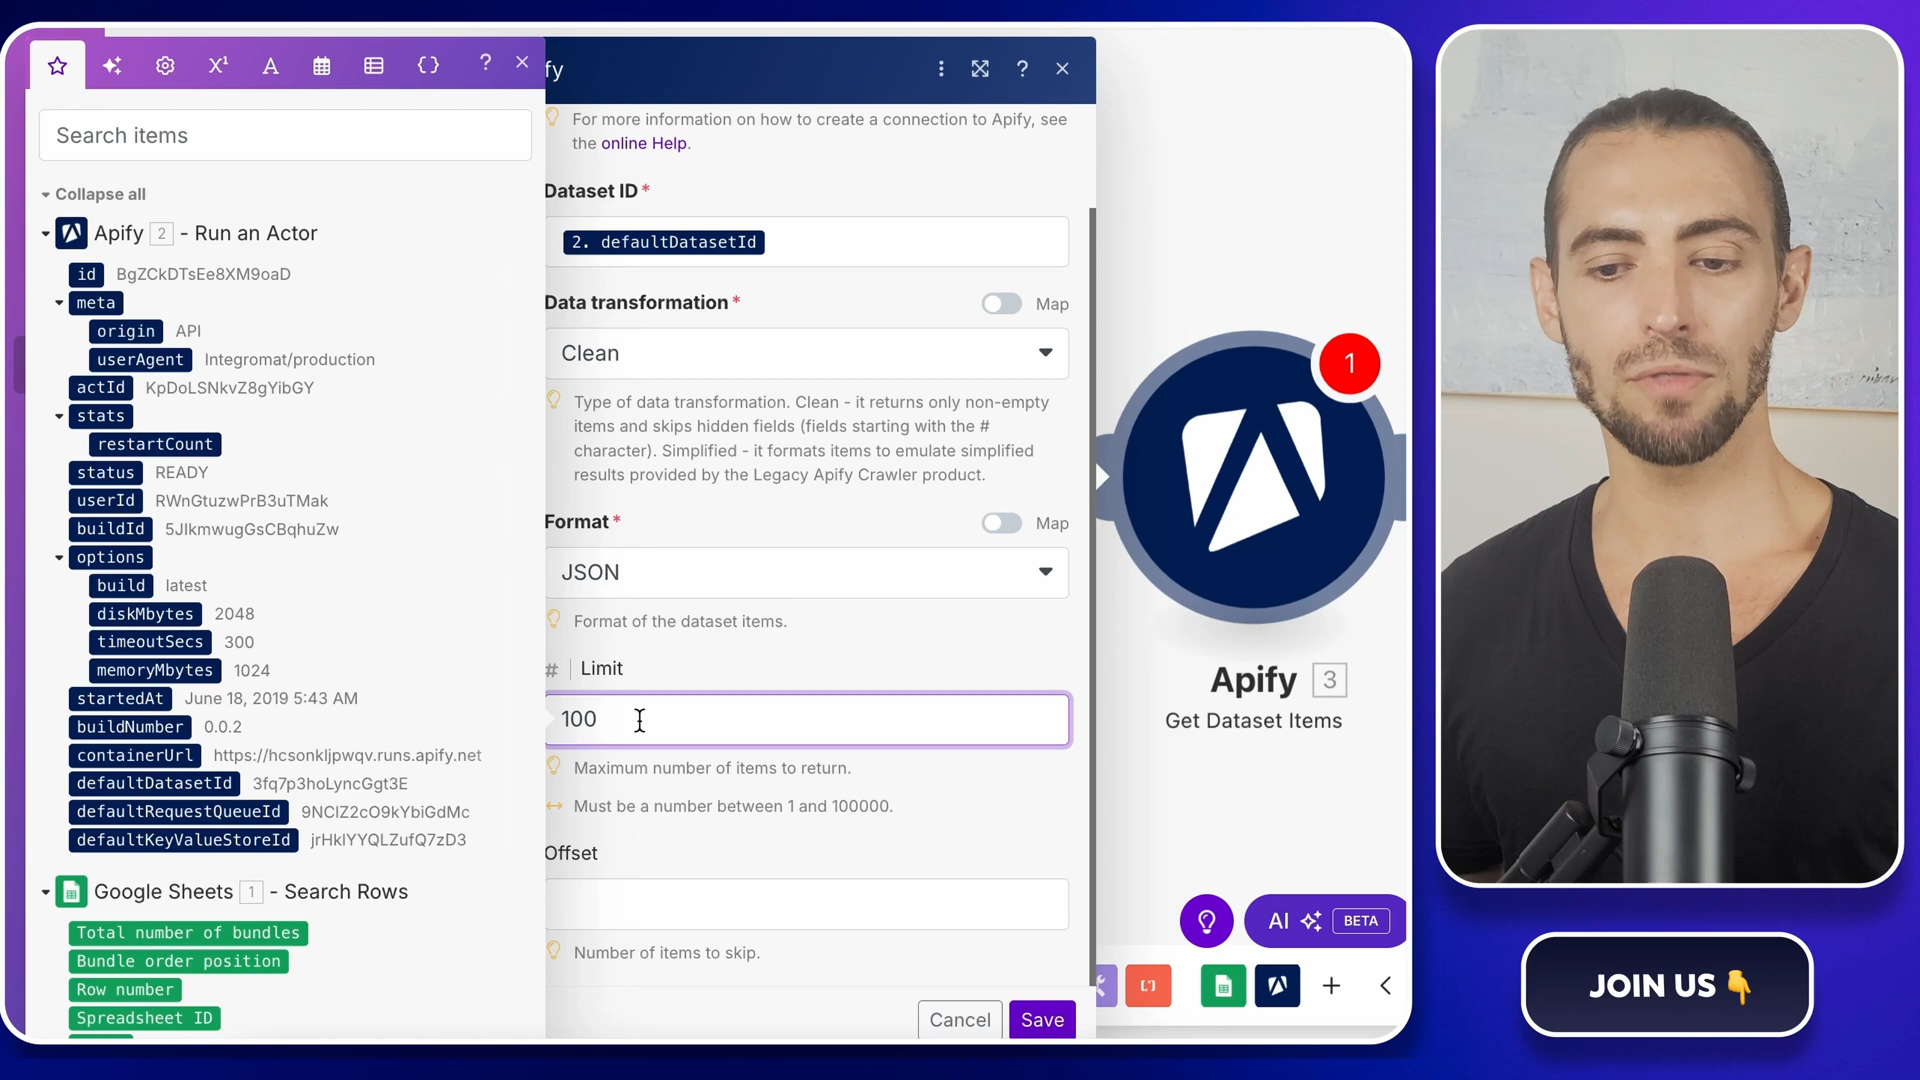 Search items
Collapse all
Apify 2 - Run an Actor
id BgZCkDTsEe8XM9oaD
meta
origin API
userAgent Integromat/production
actId KpDoLSNkvZ8gYibGY
stats
restartCount
status READY
userId RWnGtuzwPrB3uTMak
buildId 5JIkmwugGsCBqhuZw
options
build latest
diskMbytes 2048
timeoutSecs 300
memoryMbytes 1024
startedAt June 18, 2019 5:43 AM
buildNumber 0.0.2
containerUrl https://hcsonkljpwqv.runs.apify.net
defaultDatasetId 3fq7p3hoLyncGgt3E
defaultRequestQueueId 9NClZ2cO9kYbiGdMc
defaultKeyValueStoreId jrHklYYQLZufQ7zD3
Google Sheets 1 - Search Rows
Total number of bundles
Bundle order position
Row number
Spreadsheet ID
fy
For more information on how to create a connection to Apify, see
the online Help.
Dataset ID *
2. defaultDatasetId
Data transformation * Map
Clean
Type of data transformation. Clean - it returns only non-empty
items and skips hidden fields (fields starting with the #
character). Simplified - it formats items to emulate simplified
results provided by the Legacy Apify Crawler product.
Format * Map
JSON
Format of the dataset items.
# Limit
100
Maximum number of items to return.
Must be a number between 1 and 100000.
Offset
Number of items to skip.
Cancel Save
1
Apify 3
Get Dataset Items
AI BETA
JOIN US 👇